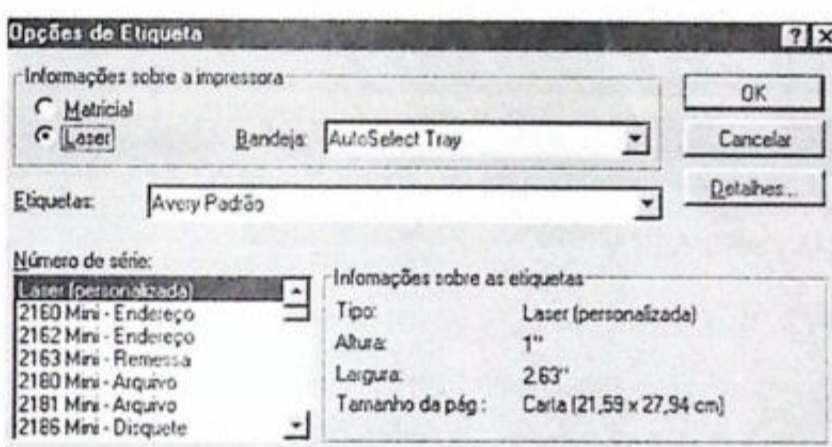 Opções de Etiqueta
Informações sobre a impressora
Matricial
Laser Bandeja: AutoSelect Tray
OK
Cancelar
Detalhes...
Etiquetas: Avery Padrão
Número de série:
Laser (personalizada)
2160 Mini - Endereço
2162 Mini - Endereço
2163 Mini - Remessa
2180 Mini - Arquivo
2181 Mini - Arquivo
2186 Mini - Disquete
Infomações sobre as etiquetas
Tipo: Laser (personalizada)
Altura: 1"
Largura: 2.63"
Tamanho da pág : Carta (21,59 x 27,94 cm)